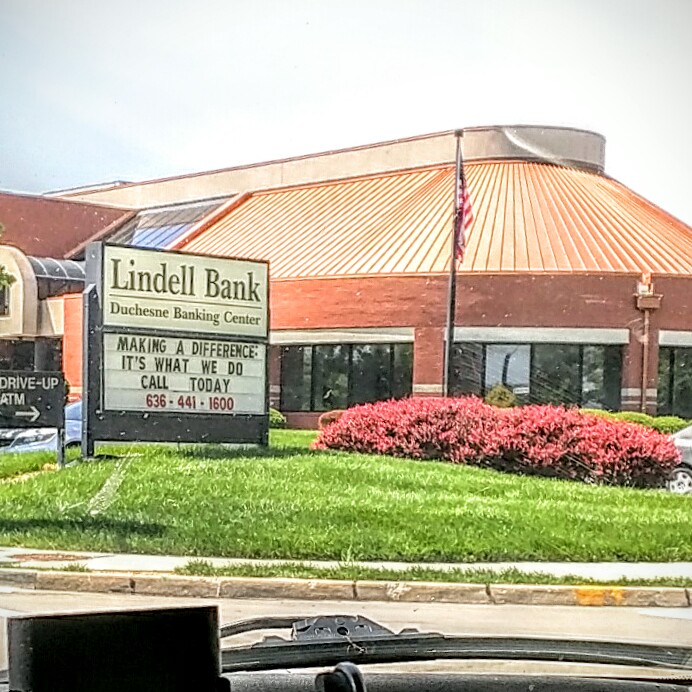 Lindell Bank
Duchesne Banking Center
MAKING A DIFFERENCE:
IT'S WHAT WE DO
CALL TODAY
636-441-1600
DRIVE-UP
ATM